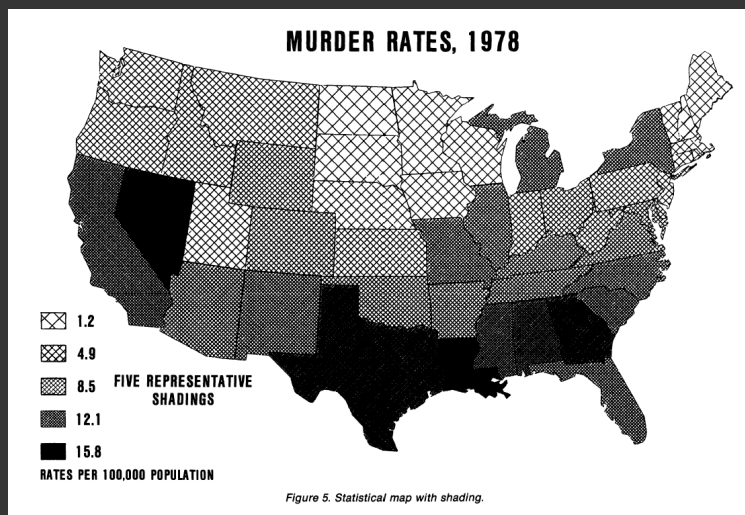 MURDER RATES, 1978
1.2
4.9
8.5
FIVE REPRESENTATIVE
SHADINGS
12.1
15.8
RATES PER 100,000 POPULATION
Figure 5. Statistical map with shading.